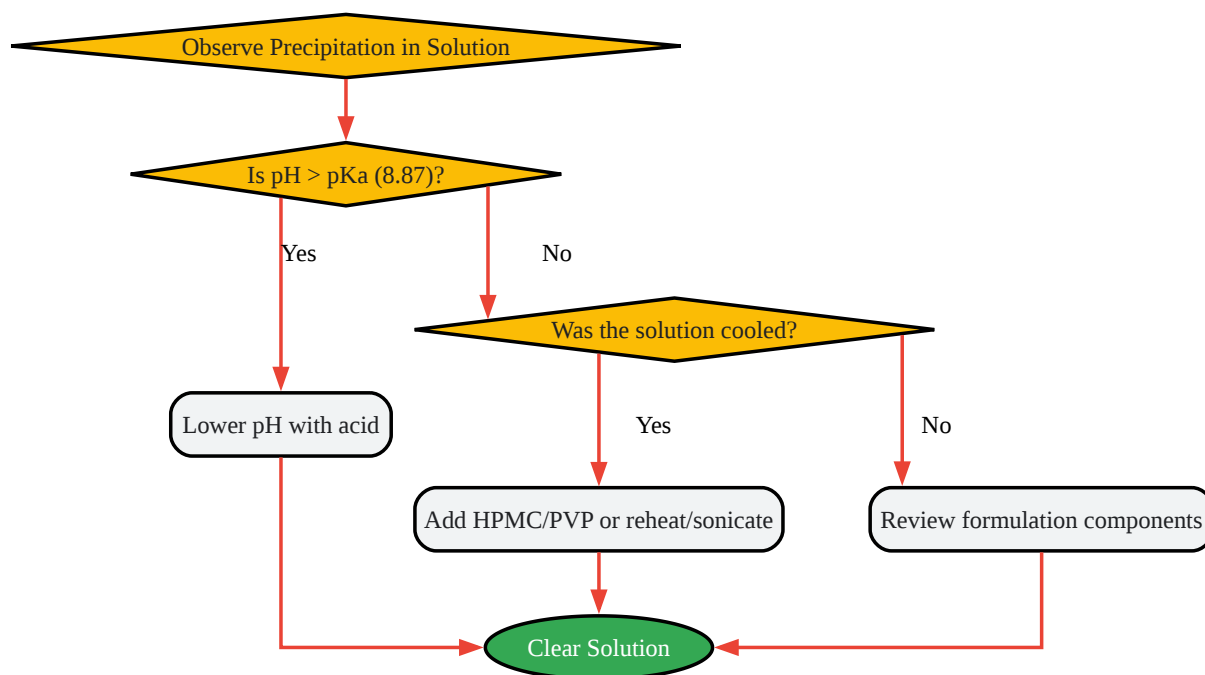 Observe Precipitation in Solution
Is pH > pKa (8.87)?
Yes
No
Was the solution cooled?
Lower pH with acid
Yes
No
Add HPMC/PVP or reheat/sonicate
Review formulation components
Clear Solution